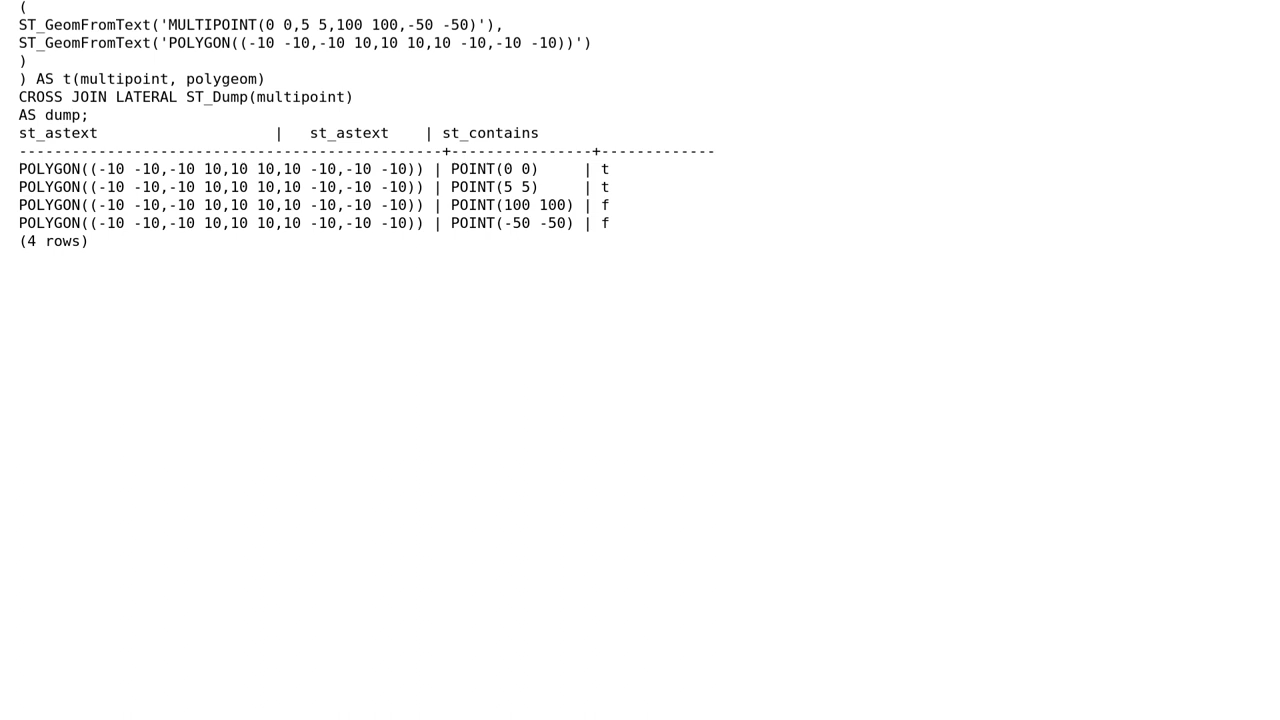 (
ST_GeomFromText('MULTIPOINT(0 0,5 5,100 100,-50 -50)'),
ST_GeomFromText('POLYGON((-10 -10,-10 10,10 10,10 -10,-10 -10))')
)
) AS t(multipoint, polygeom)
CROSS JOIN LATERAL ST_Dump(multipoint)
AS dump;
st_astext                    |   st_astext    | st_contains
------------------------------------------------+----------------+-------------
POLYGON((-10 -10,-10 10,10 10,10 -10,-10 -10)) | POINT(0 0)     | t
POLYGON((-10 -10,-10 10,10 10,10 -10,-10 -10)) | POINT(5 5)     | t
POLYGON((-10 -10,-10 10,10 10,10 -10,-10 -10)) | POINT(100 100) | f
POLYGON((-10 -10,-10 10,10 10,10 -10,-10 -10)) | POINT(-50 -50) | f
(4 rows)